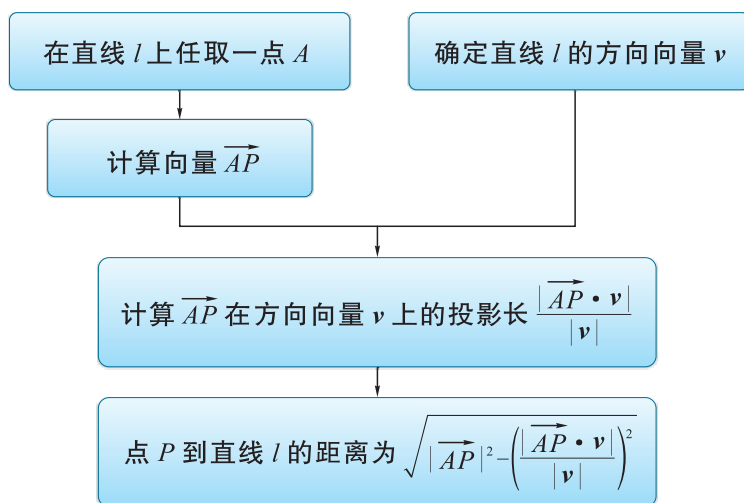 在直线 l 上任取一点 A
确定直线 l 的方向向量 v
计算向量 $\overrightarrow{AP}$
计算 $\overrightarrow{AP}$ 在方向向量 v 上的投影长 $\frac{|\overrightarrow{AP} \cdot v|}{|v|}$
点 P 到直线 l 的距离为 $\sqrt{|\overrightarrow{AP}|^2-\left(\frac{|\overrightarrow{AP} \cdot v|}{|v|}\right)^2}$